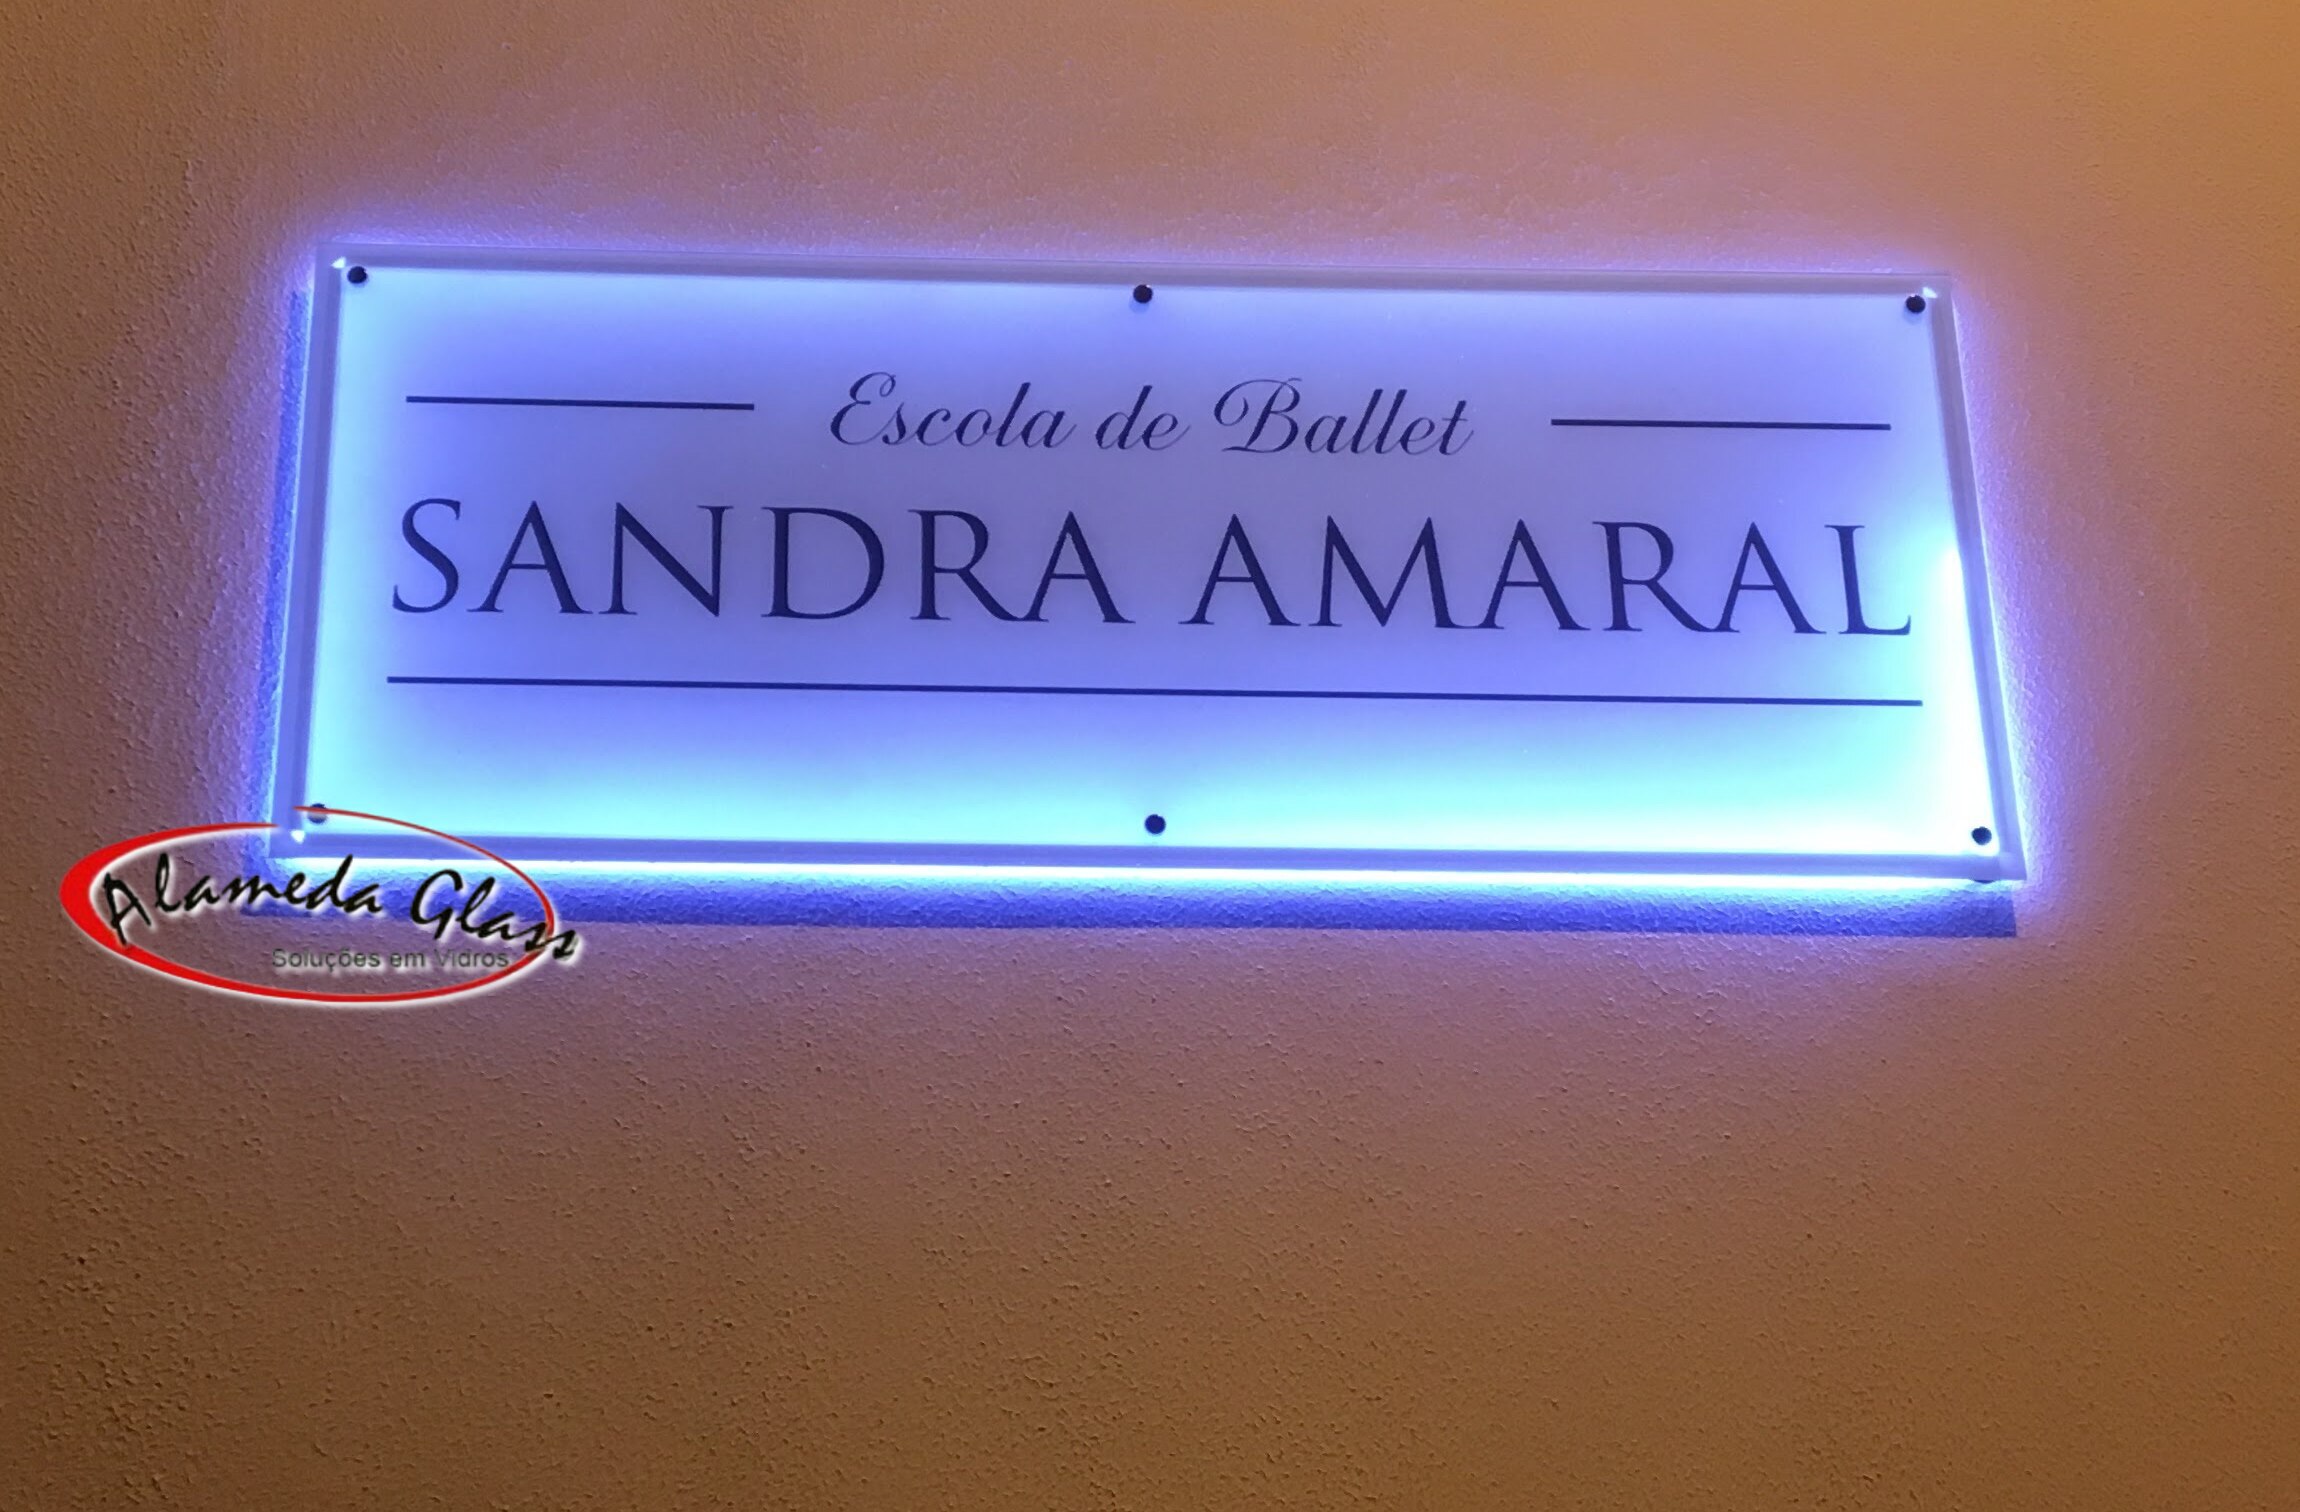 Escola de Ballet
SANDRA AMARAL
Alameda Glass
Soluções em Vidros